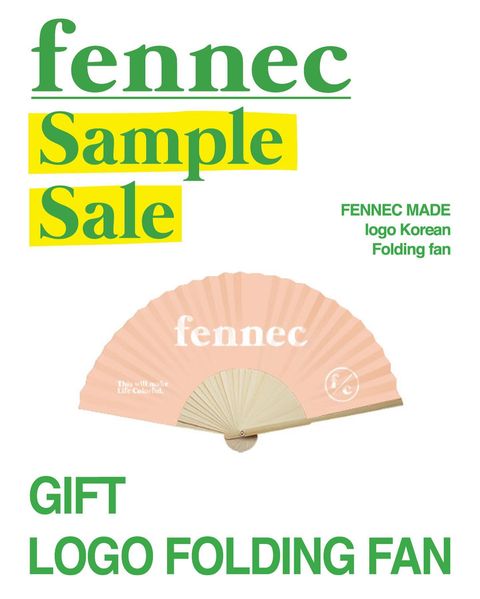 fennec
Sample
Sale
FENNEC MADE
logo Korean
Folding fan
fennec
This will make
Life Colorful.
f/c
GIFT
LOGO FOLDING FAN